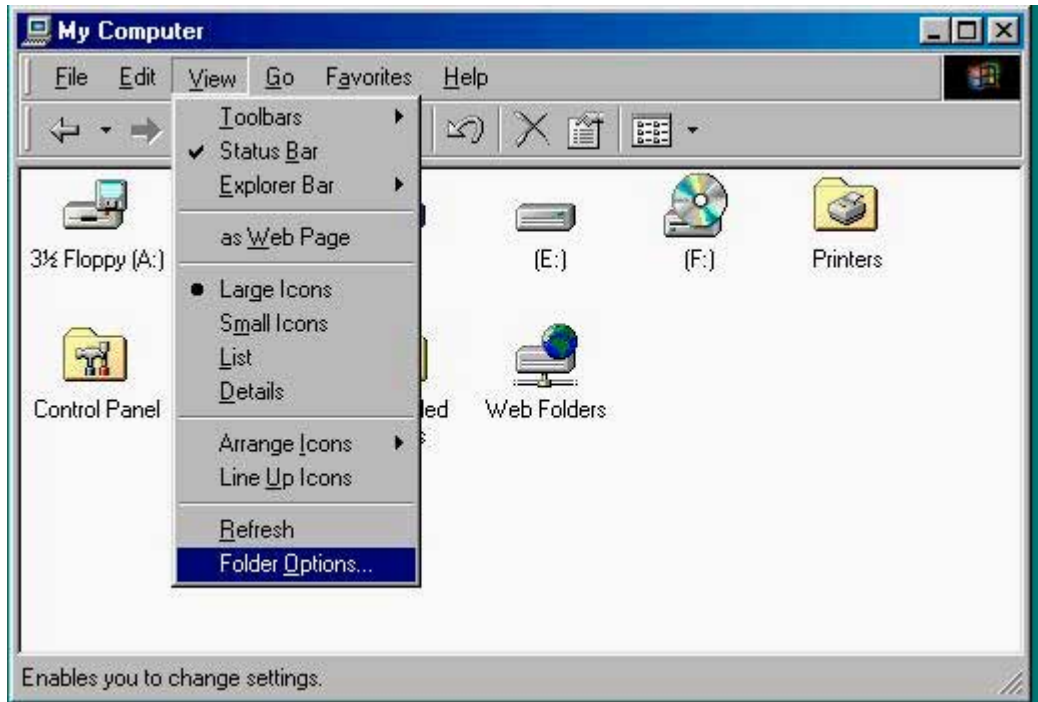 My Computer
File Edit View Go Favorites Help
Toolbars
Status Bar
Explorer Bar
as Web Page
Large Icons
Small Icons
List
Details
Arrange Icons
Line Up Icons
Refresh
Folder Options...
3½ Floppy (A:)
(E:)
(F:)
Printers
Control Panel
Web Folders
Enables you to change settings.